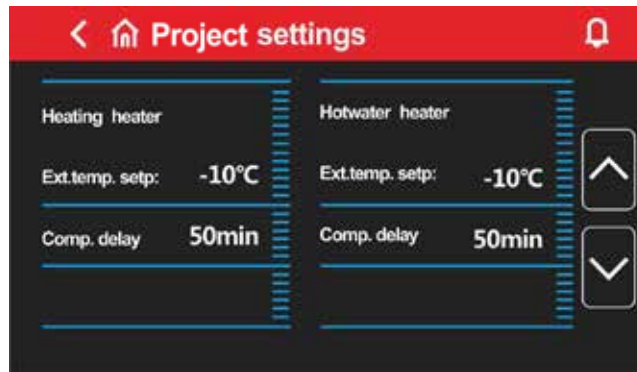 Project settings
Heating heater
Ext.temp. setp: -10℃
Comp. delay 50min
Hotwater heater
Ext.temp. setp: -10℃
Comp. delay 50min